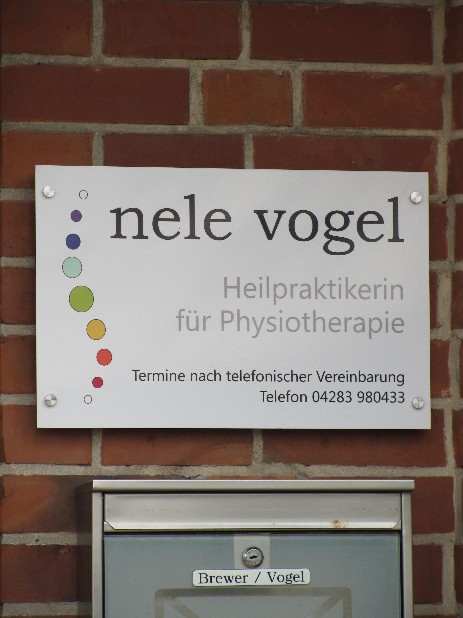 nele vogel
Heilpraktikerin
für Physiotherapie
Termine nach telefonischer Vereinbarung
Telefon 04283 980433
Brewer / Vogel